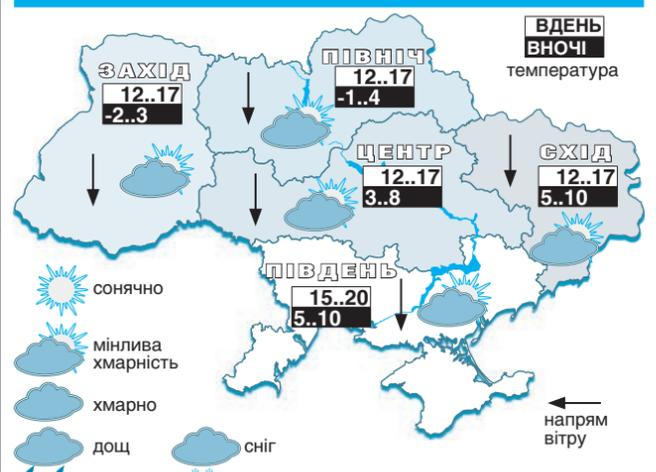 ВДЕНЬ
ВНОЧІ
температура
ЗАХІД
12..17
-2..3
ПІВНІЧ
12..17
-1..4
ЦЕНТР
12..17
3..8
СХІД
12..17
5..10
ПІВДЕНЬ
15..20
5..10
сонячно
мінлива
хмарність
хмарно
дощ
сніг
напрям
вітру